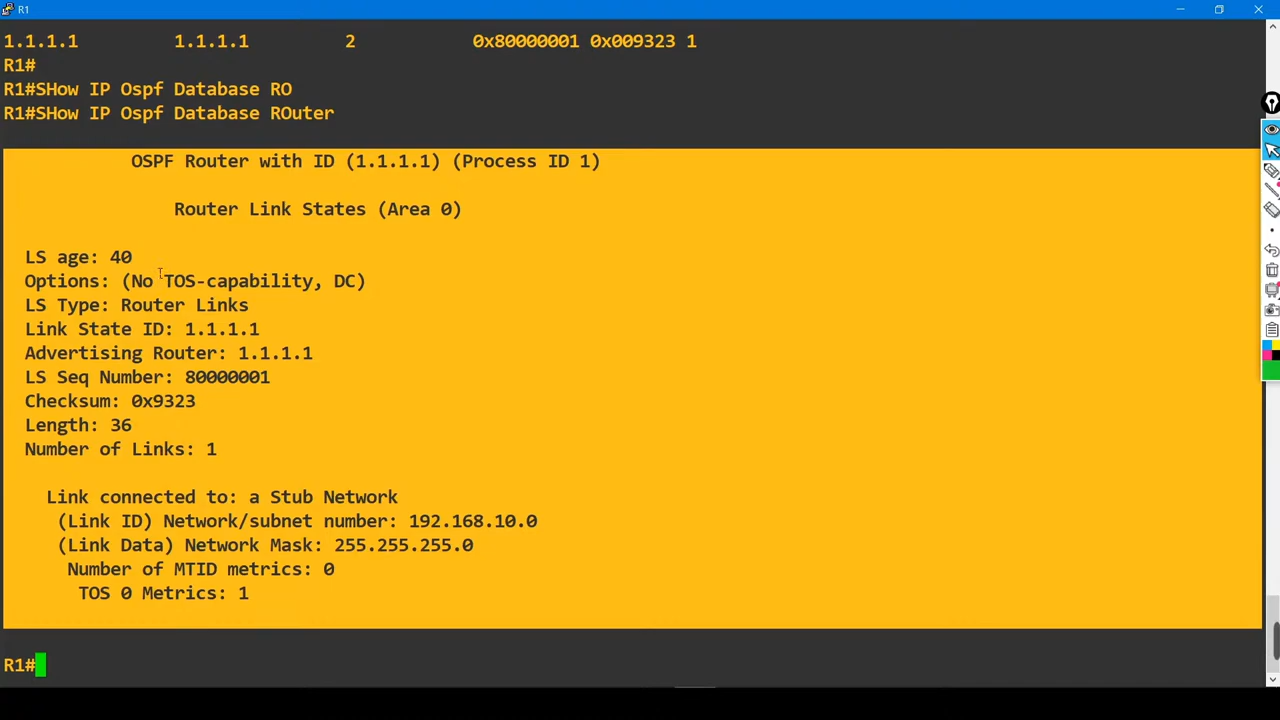 R1
1.1.1.1 1.1.1.1 2 0x80000001 0x009323 1
R1#
R1#SHow IP Ospf Database RO
R1#SHow IP Ospf Database ROuter
OSPF Router with ID (1.1.1.1) (Process ID 1)
Router Link States (Area 0)
LS age: 40
Options: (No TOS-capability, DC)
LS Type: Router Links
Link State ID: 1.1.1.1
Advertising Router: 1.1.1.1
LS Seq Number: 80000001
Checksum: 0x9323
Length: 36
Number of Links: 1
Link connected to: a Stub Network
(Link ID) Network/subnet number: 192.168.10.0
(Link Data) Network Mask: 255.255.255.0
Number of MTID metrics: 0
TOS 0 Metrics: 1
R1#